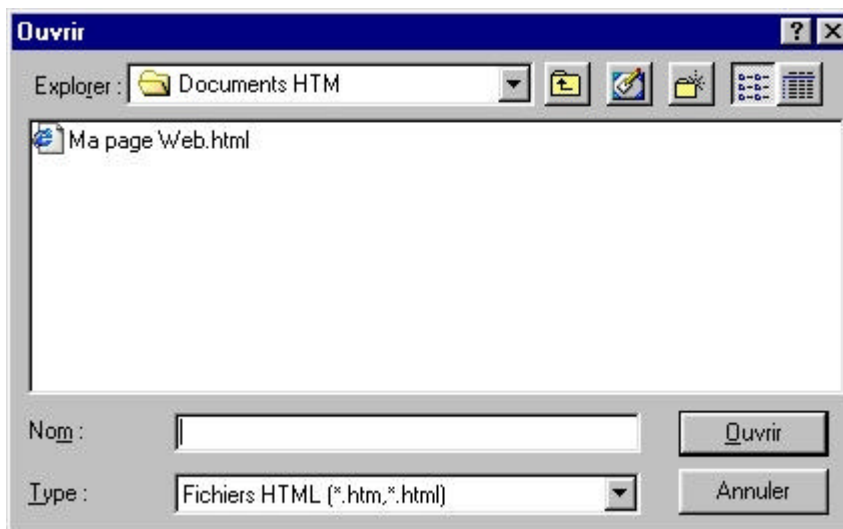 Ouvrir
Explorer : Documents HTM
Ma page Web.html
Nom : Ouvrir
Type : Fichiers HTML (*.htm,*.html) Annuler